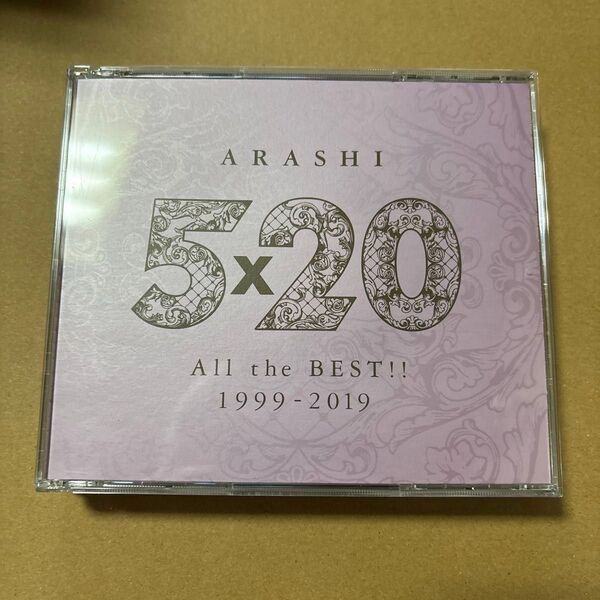 ARASHI
5x20
All the BEST!!
1999-2019